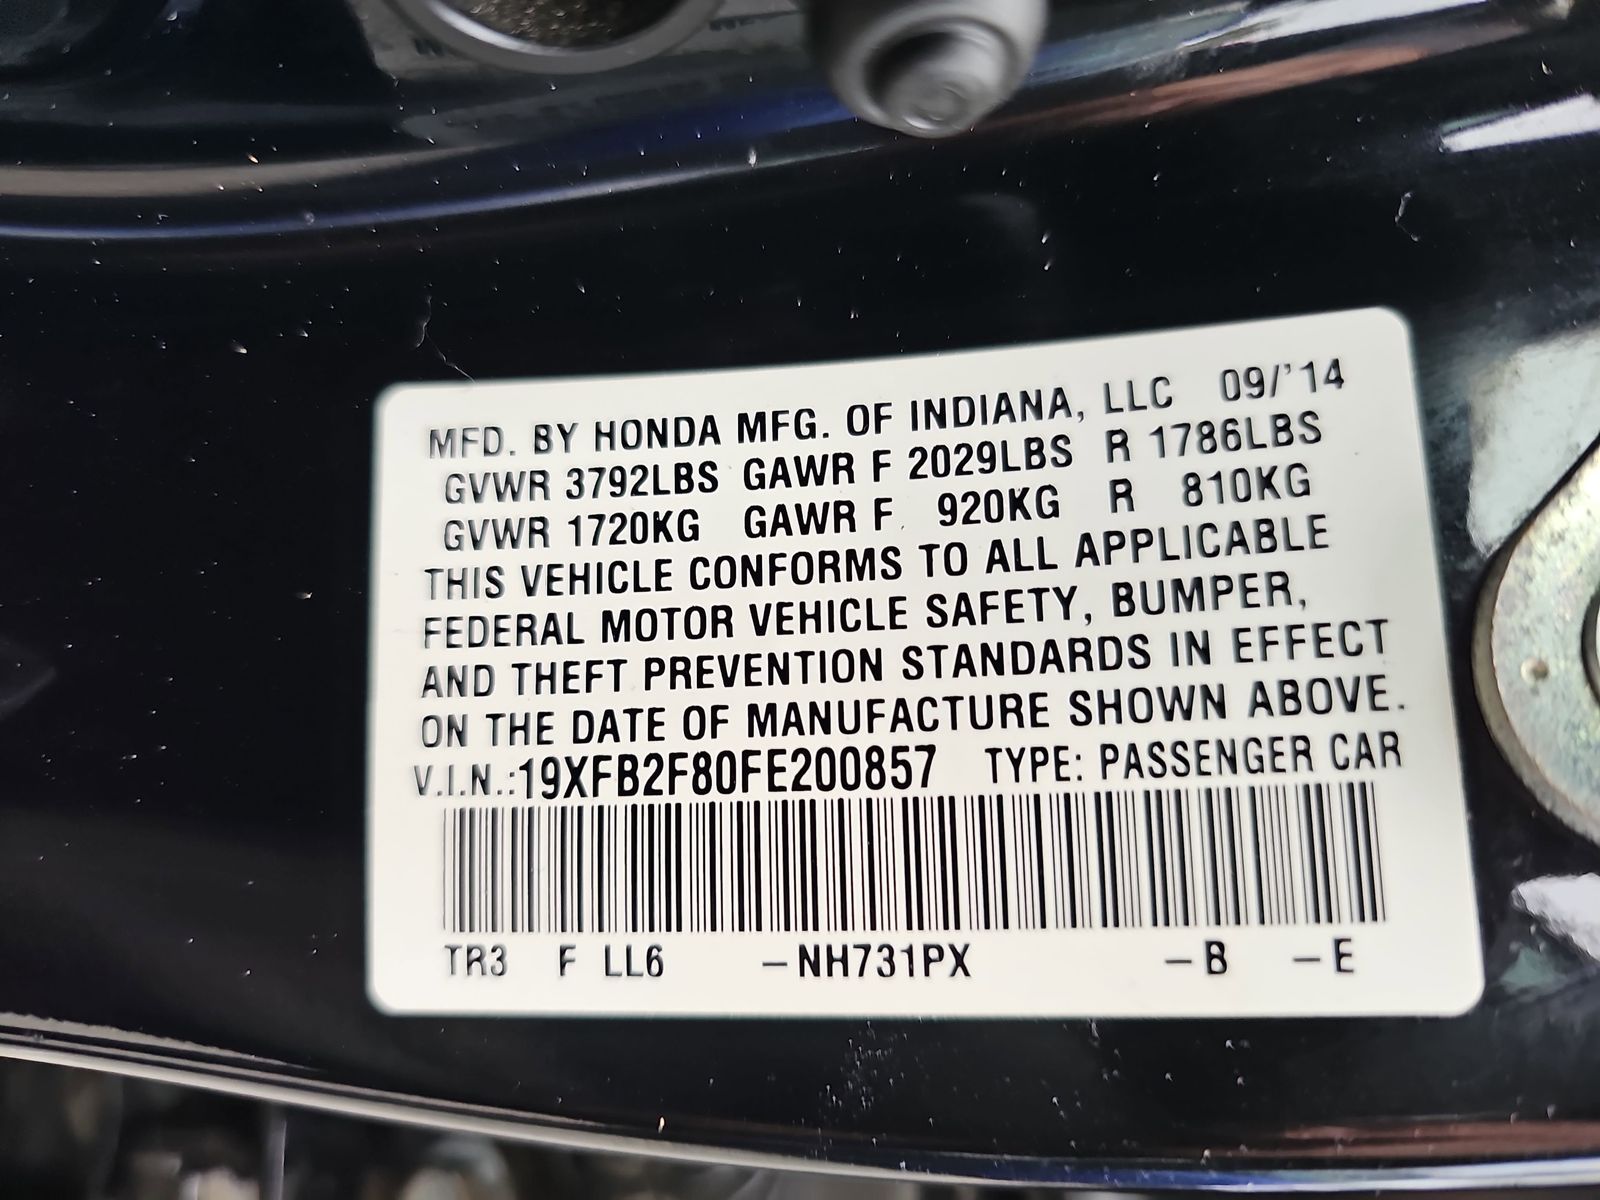 MFD. BY HONDA MFG. OF INDIANA, LLC 09/'14
GVWR 3792LBS GAWR F 2029LBS R 1786LBS
GVWR 1720KG GAWR F 920KG R 810KG
THIS VEHICLE CONFORMS TO ALL APPLICABLE
FEDERAL MOTOR VEHICLE SAFETY, BUMPER,
AND THEFT PREVENTION STANDARDS IN EFFECT
ON THE DATE OF MANUFACTURE SHOWN ABOVE.
V.I.N.:19XFB2F80FE200857 TYPE: PASSENGER CAR
TR3 F LL6 –NH731PX –B –E